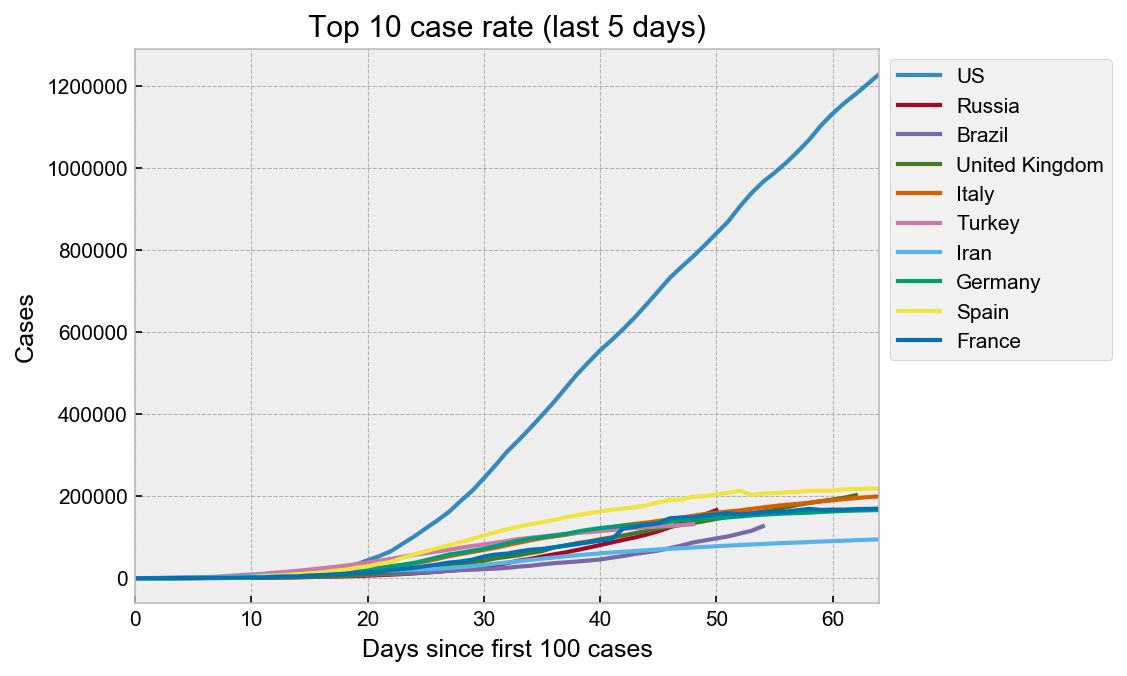 Top 10 case rate (last 5 days)
1200000
1000000
800000
600000
400000
200000
0
Cases
0 10 20 30 40 50 60
Days since first 100 cases
US
Russia
Brazil
United Kingdom
Italy
Turkey
Iran
Germany
Spain
France